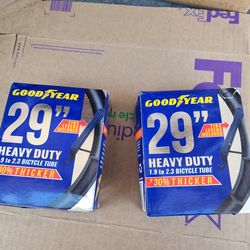 FedEx
GOODYEAR
29"
HEAVY DUTY
1.9 to 2.3 BICYCLE TUBE
30% THICKER
GOODYEAR
29"
HEAVY DUTY
1.9 to 2.3 BICYCLE TUBE
30% THICKER